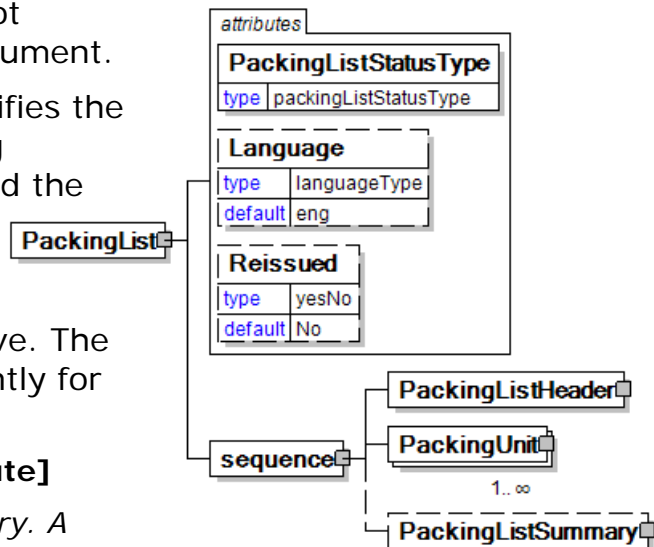 ot
ument.
ifies the
g
d the
ve. The
ntly for
ute]
ry. A
attributes
PackingListStatusType
type packingListStatusType
Language
type languageType
default eng
Reissued
type yesNo
default No
PackingList
sequence
PackingListHeader
PackingUnit
1.. ∞
PackingListSummary